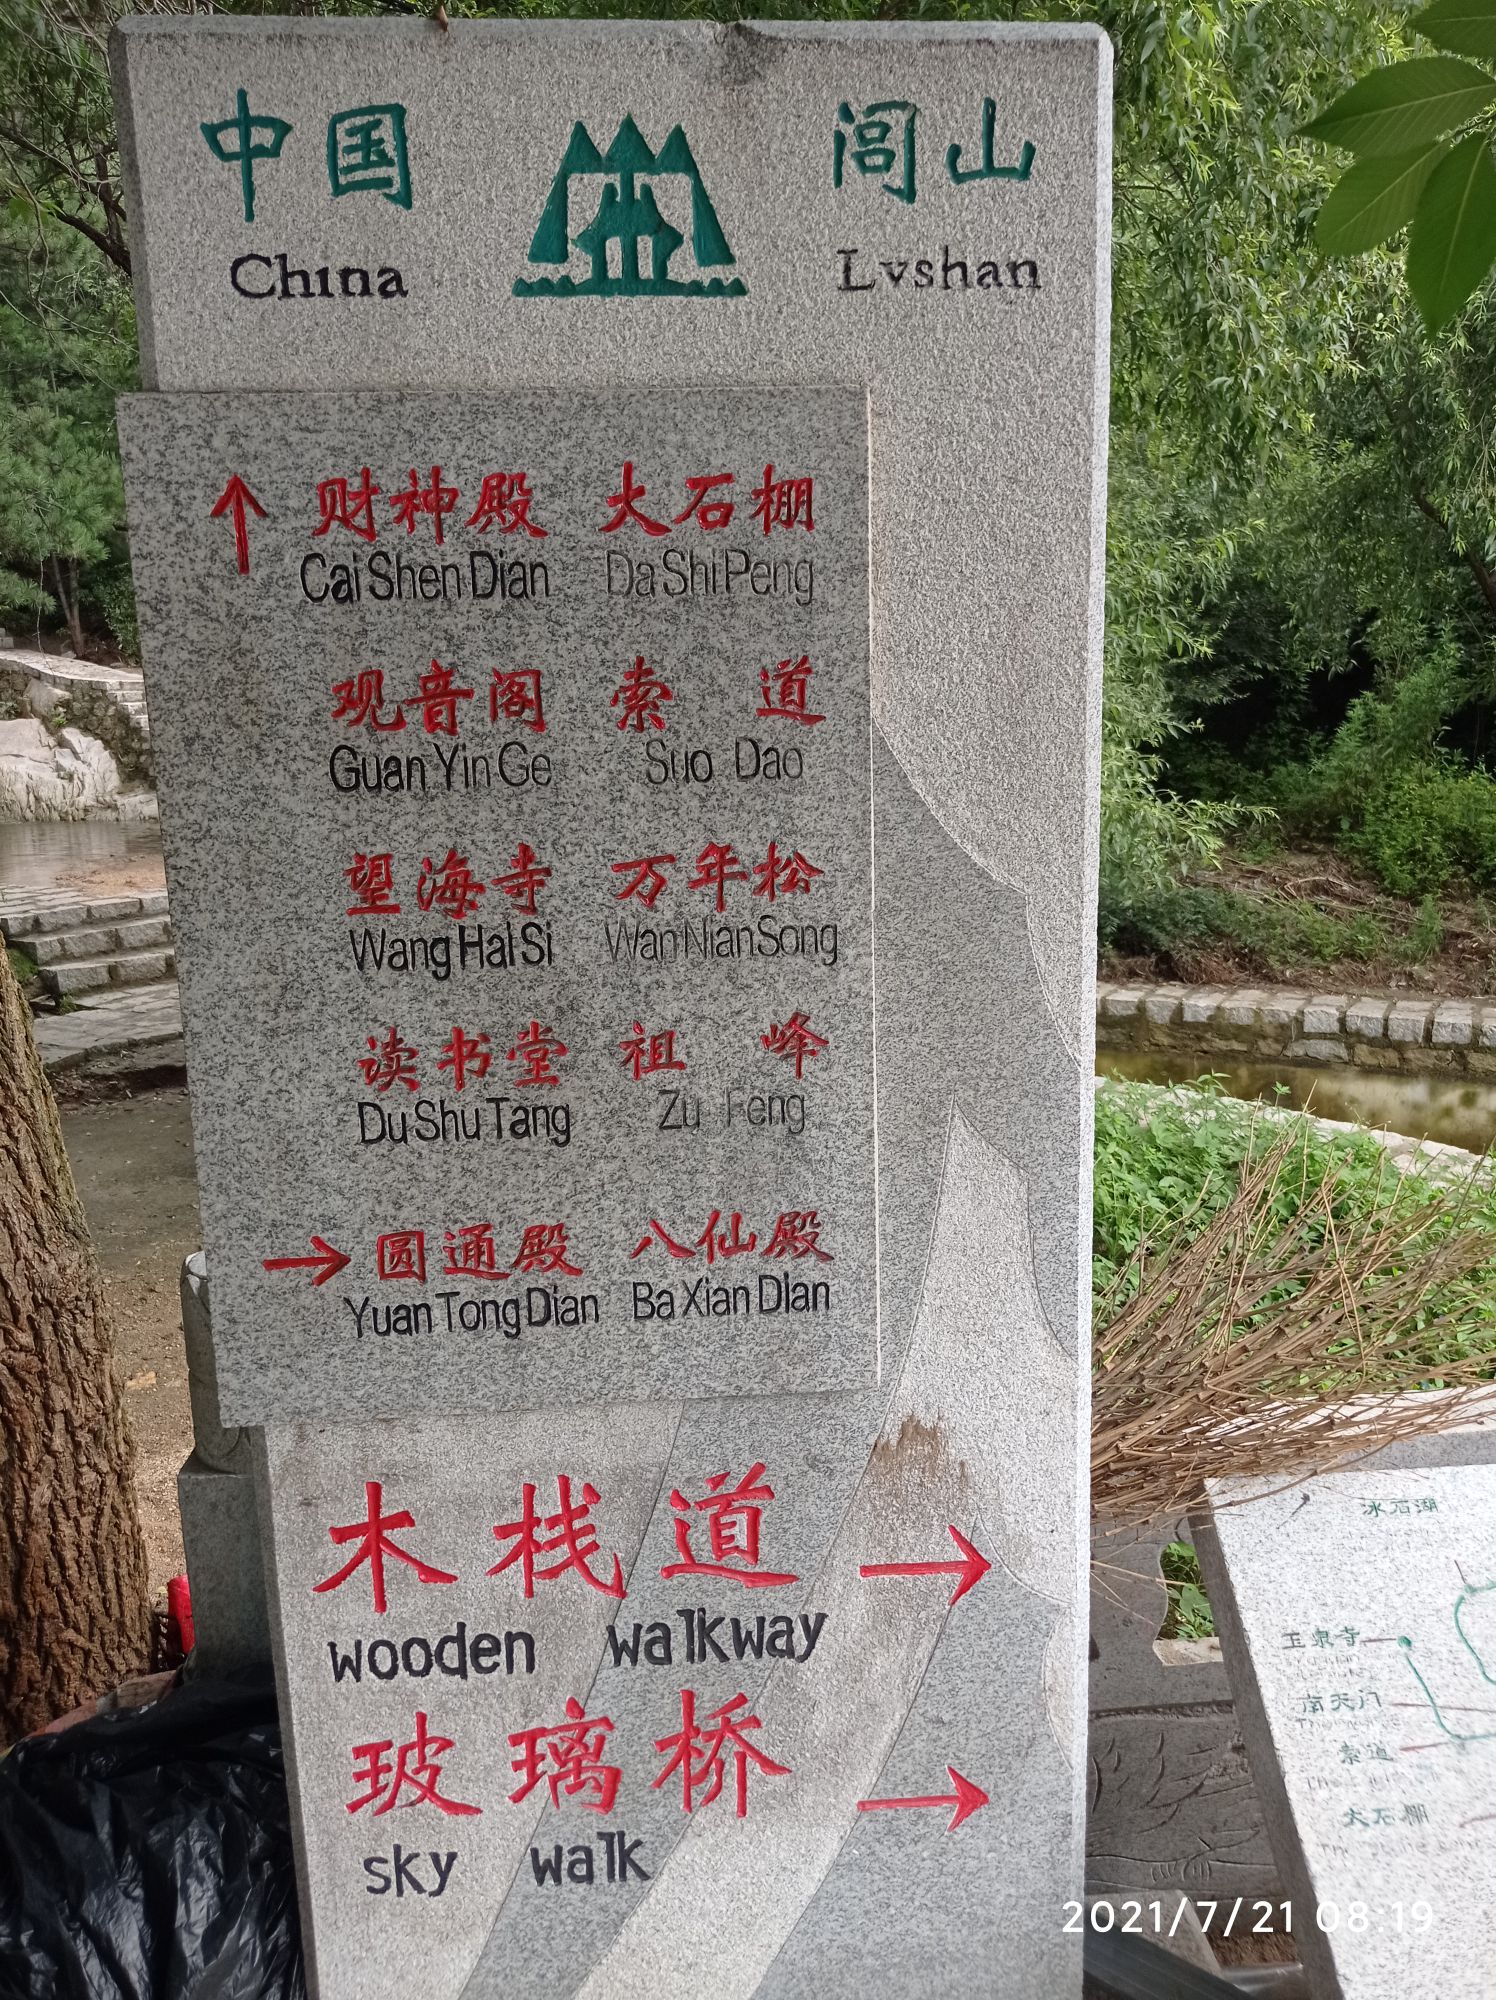 中国 闾山
China Lvshan
↑ 财神殿 大石棚
Cai Shen Dian Da Shi Peng
观音阁 索道
Guan Yin Ge Suo Dao
望海寺 万年松
Wang Hai Si Wan Nian Song
读书堂 祖峰
Du Shu Tang Zu Feng
→ 圆通殿 八仙殿
Yuan Tong Dian Ba Xian Dian
木栈道 →
wooden walkway
玻璃桥 →
sky walk
冰石湖
玉泉寺
南天门
索道
大石棚
2021/7/21 08:19